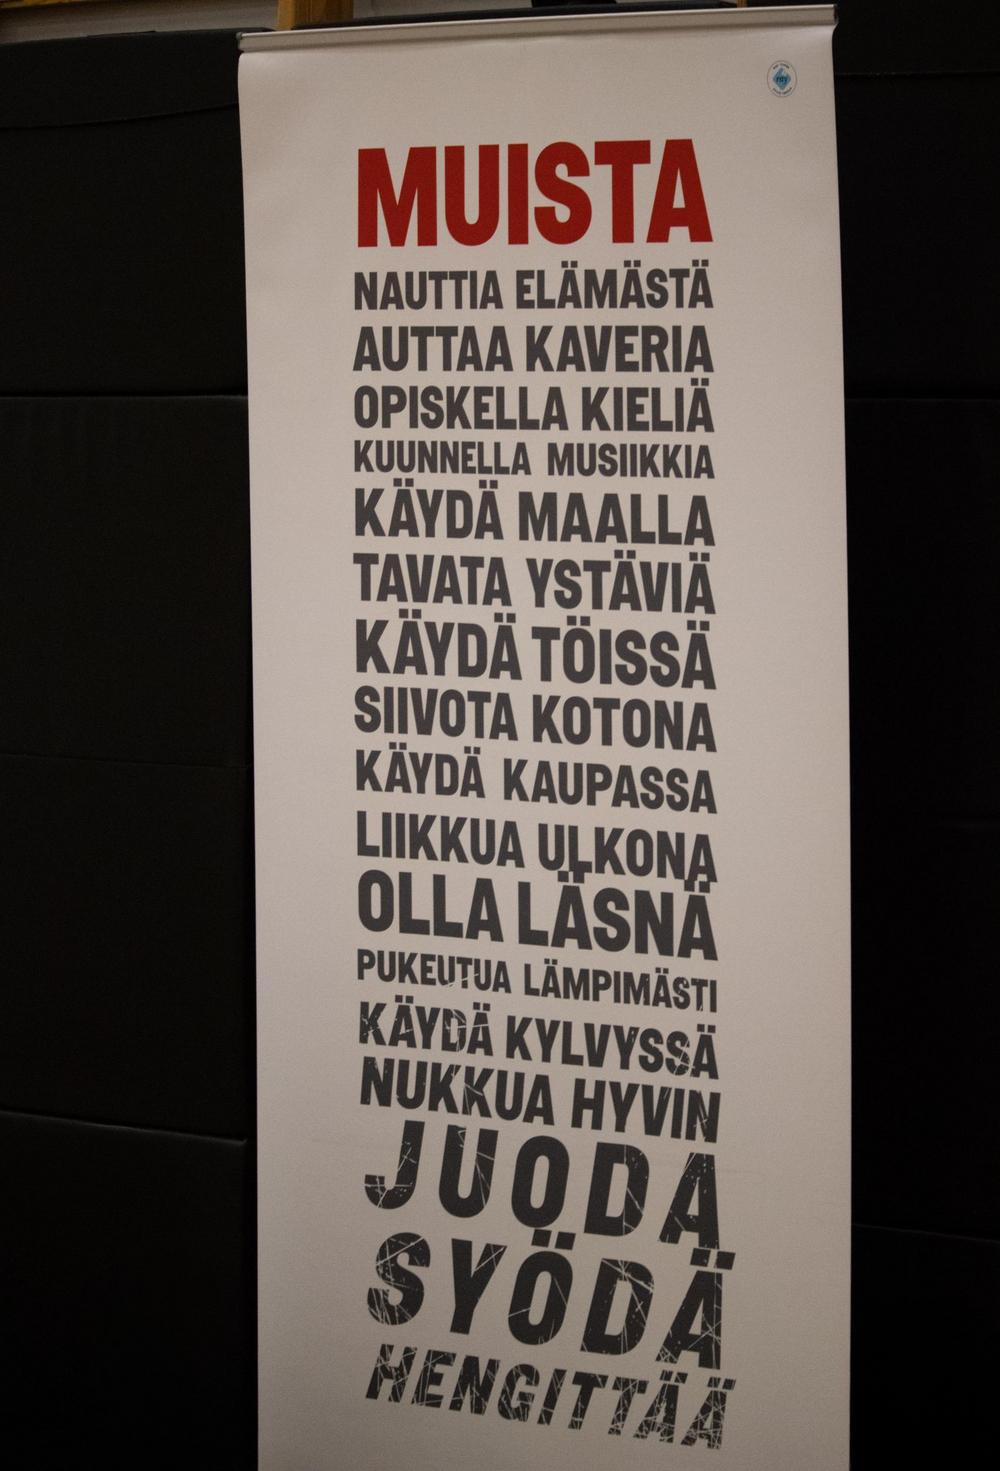 MUISTA
NAUTTIA ELÄMÄSTÄ
AUTTAA KAVERIA
OPISKELLA KIELIÄ
KUUNNELLA MUSIIKKIA
KÄYDÄ MAALLA
TAVATA YSTÄVIÄ
KÄYDÄ TÖISSÄ
SIIVOTA KOTONA
KÄYDÄ KAUPASSA
LIIKKUA ULKONA
OLLA LÄSNÄ
PUKEUTUA LÄMPIMÄSTI
KÄYDÄ KYLVYSSÄ
NUKKUA HYVIN
JUODA
SYÖDÄ
HENGITTÄÄ